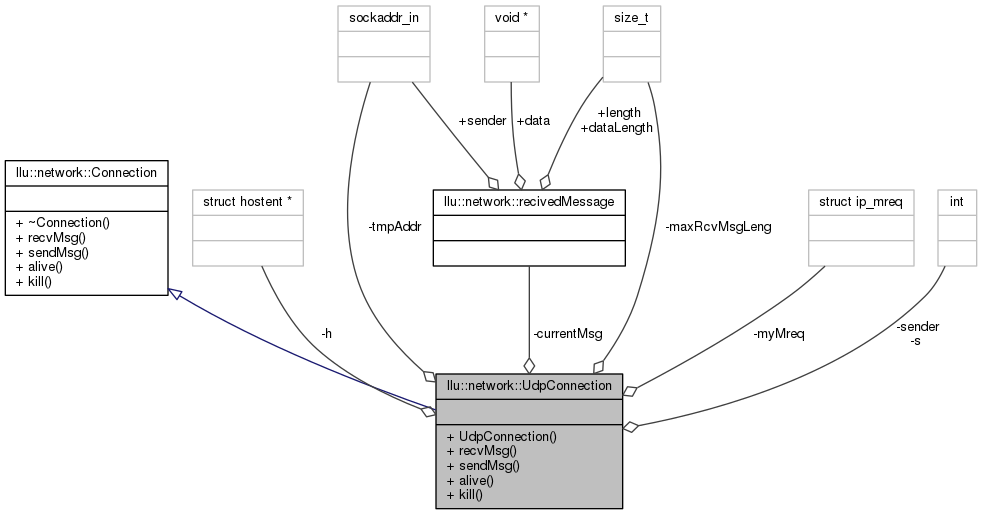 sockaddr_in
void *
size_t
+sender
+data
+length
+dataLength
llu::network::Connection
+ ~Connection()
+ recvMsg()
+ sendMsg()
+ alive()
+ kill()
struct hostent *
llu::network::recivedMessage
struct ip_mreq
int
-tmpAddr
-maxRcvMsgLeng
-h
-currentMsg
-myMreq
-sender
-s
llu::network::UdpConnection
+ UdpConnection()
+ recvMsg()
+ sendMsg()
+ alive()
+ kill()